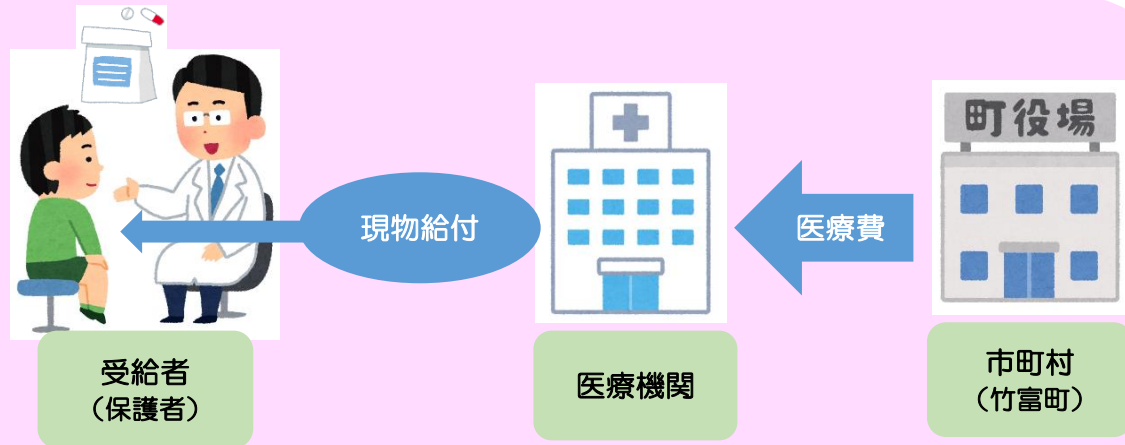 町役場
現物給付
医療費
受給者
（保護者）
医療機関
市町村
（竹富町）